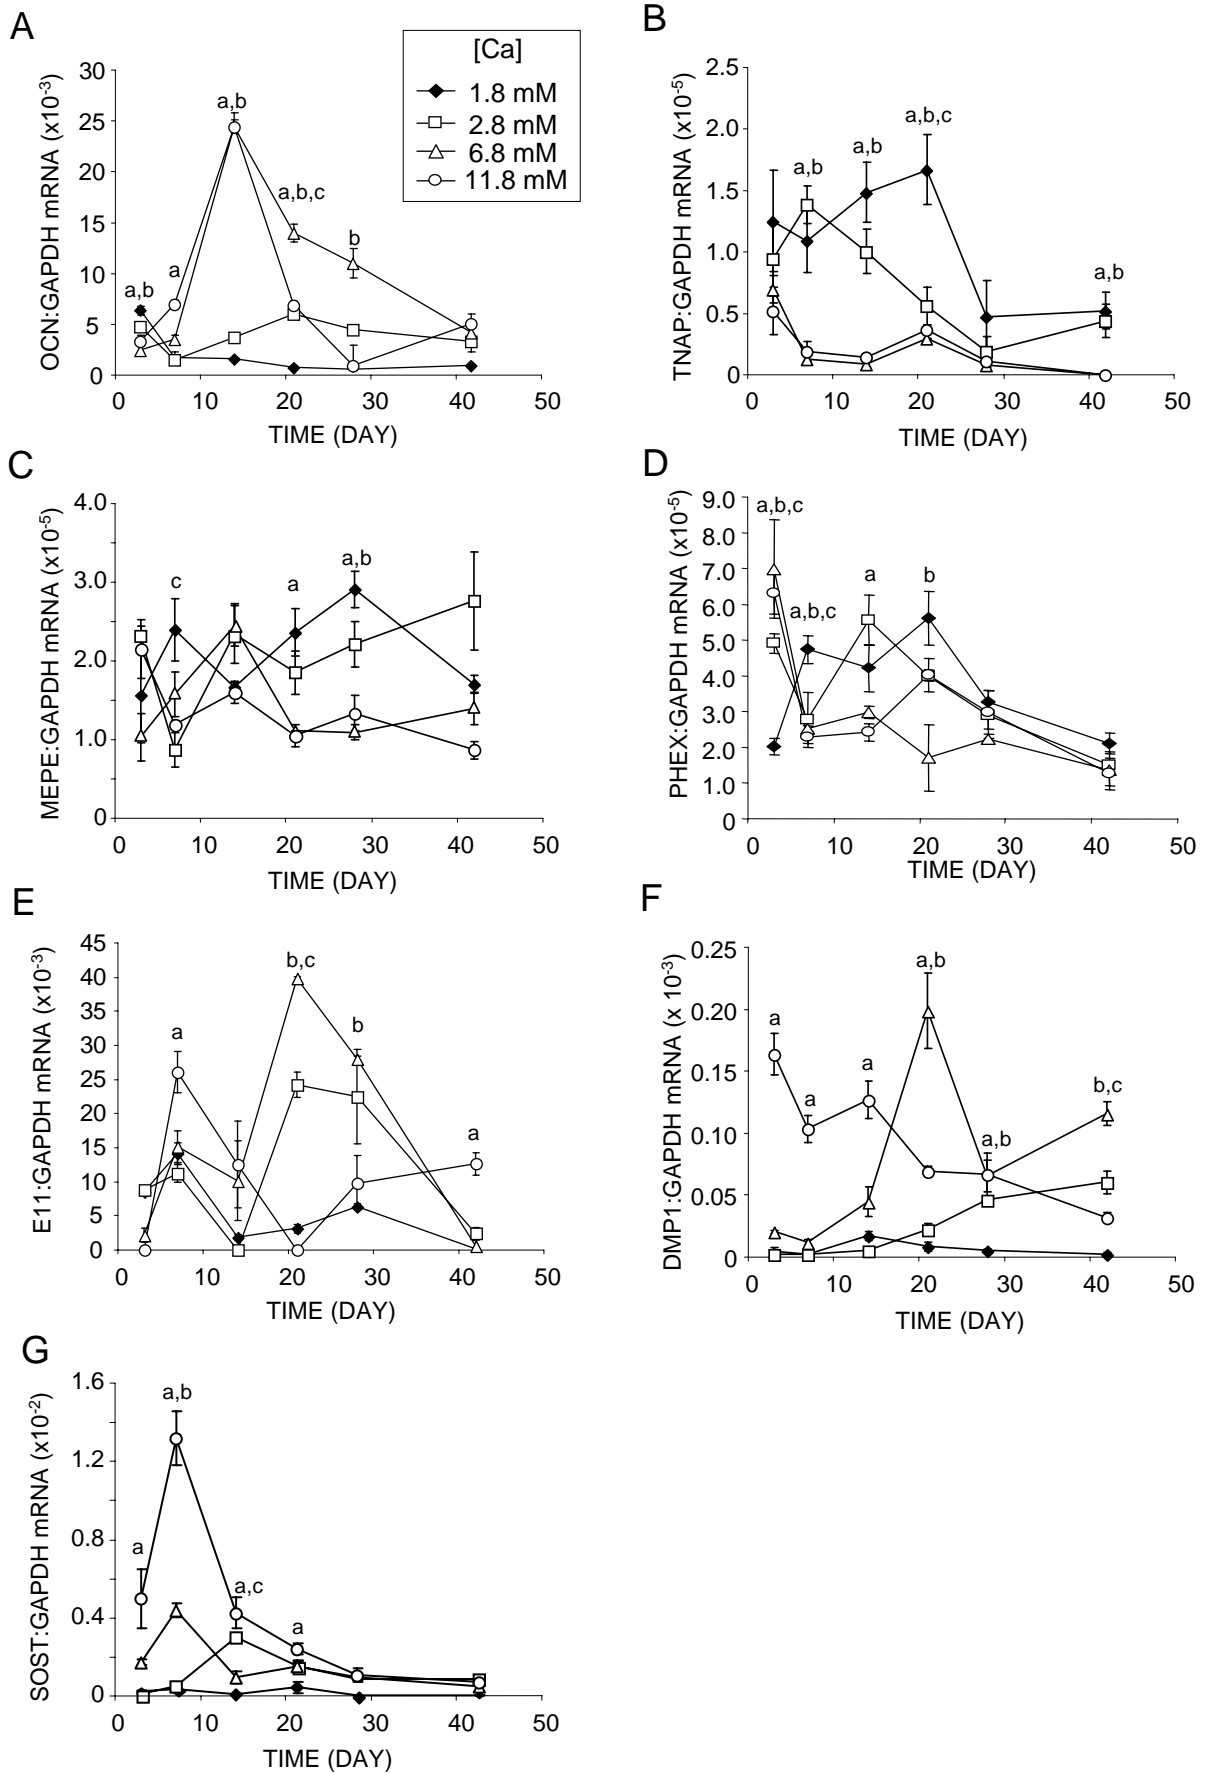 A
[Ca]
1.8 mM
2.8 mM
6.8 mM
11.8 mM
OCN:GAPDH mRNA (x10-3)
30
25
20
15
10
5
0
a,b
a
a,b
a,b,c
b
0 10 20 30 40 50
TIME (DAY)
B
TNAP:GAPDH mRNA (x10-5)
2.5
2.0
1.5
1.0
0.5
0
a,b
a,b
a,b,c
a,b
0 10 20 30 40 50
TIME (DAY)
C
MEPE:GAPDH mRNA (x10-5)
4.0
3.0
2.0
1.0
0
c
a
a,b
0 10 20 30 40 50
TIME (DAY)
D
PHEX:GAPDH mRNA (x10-5)
9.0
8.0
7.0
6.0
5.0
4.0
3.0
2.0
1.0
0
a,b,c
a,b,c
a
b
0 10 20 30 40 50
TIME (DAY)
E
E11:GAPDH mRNA (x10-3)
45
40
35
30
25
20
15
10
5
0
a
b,c
b
a
0 10 20 30 40 50
TIME (DAY)
F
DMP1:GAPDH mRNA (x 10-3)
0.25
0.20
0.15
0.10
0.05
0
a
a
a
a,b
a,b
b,c
0 10 20 30 40 50
TIME (DAY)
G
SOST:GAPDH mRNA (x10-2)
1.6
1.2
0.8
0.4
0
a
a,b
a,c
a
0 10 20 30 40 50
TIME (DAY)